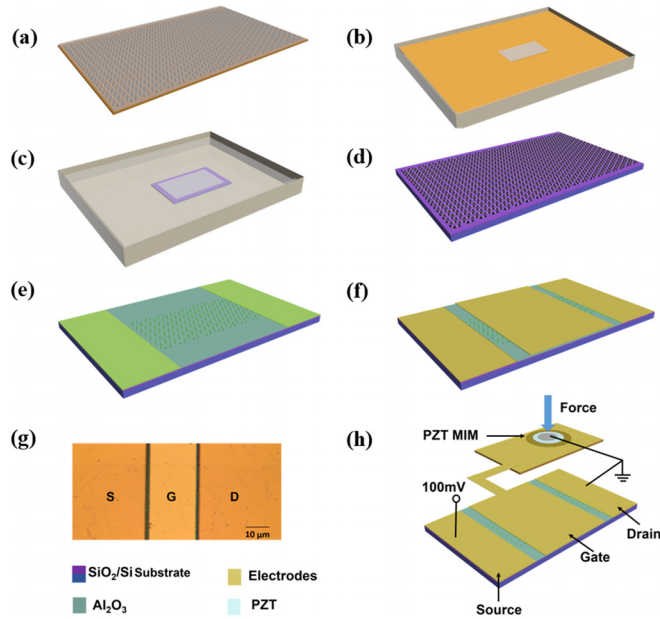 (a)
(b)
(c)
(d)
(e)
(f)
(g)
S G D
10 μm
(h)
Force
PZT MIM
100mV
Drain
Gate
Source
SiO₂/Si Substrate
Electrodes
Al₂O₃
PZT